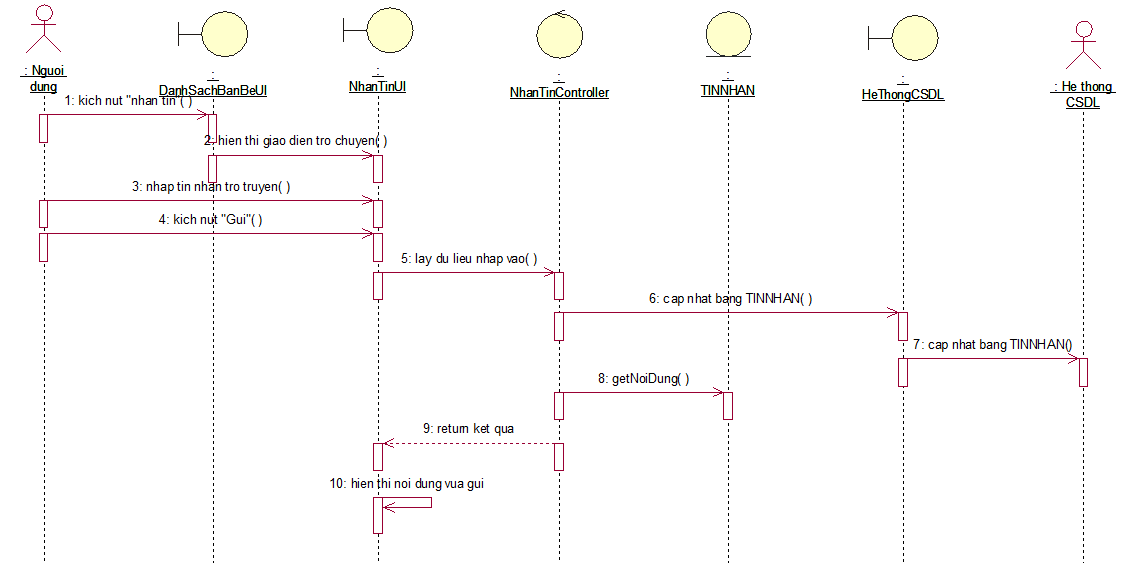 : Nguoi
dung
:
DanhSachBanBeUI
:
NhanTinUI
:
NhanTinController
:
TINNHAN
:
HeThongCSDL
: He thong
CSDL
1: kich nut "nhan tin"( )
2: hien thi giao dien tro chuyen( )
3: nhap tin nhan tro truyen( )
4: kich nut "Gui"( )
5: lay du lieu nhap vao( )
6: cap nhat bang TINNHAN( )
7: cap nhat bang TINNHAN()
8: getNoiDung( )
9: return ket qua
10: hien thi noi dung vua gui